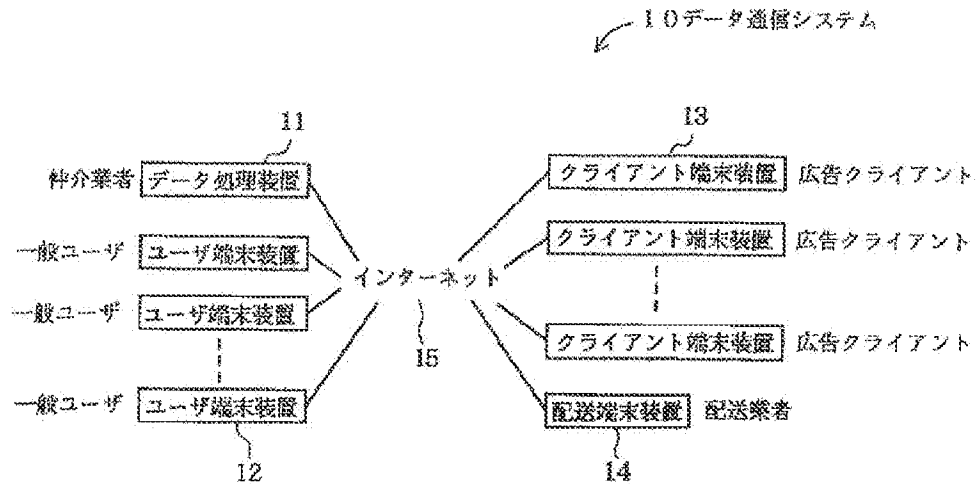 10データ通信システム
11
13
仲介業者 データ処理装置
クライアント端末装置 広告クライアント
一般ユーザ ユーザ端末装置
クライアント端末装置 広告クライアント
インターネット
一般ユーザ ユーザ端末装置
15
クライアント端末装置 広告クライアント
一般ユーザ ユーザ端末装置
配送端末装置 配送業者
12
14